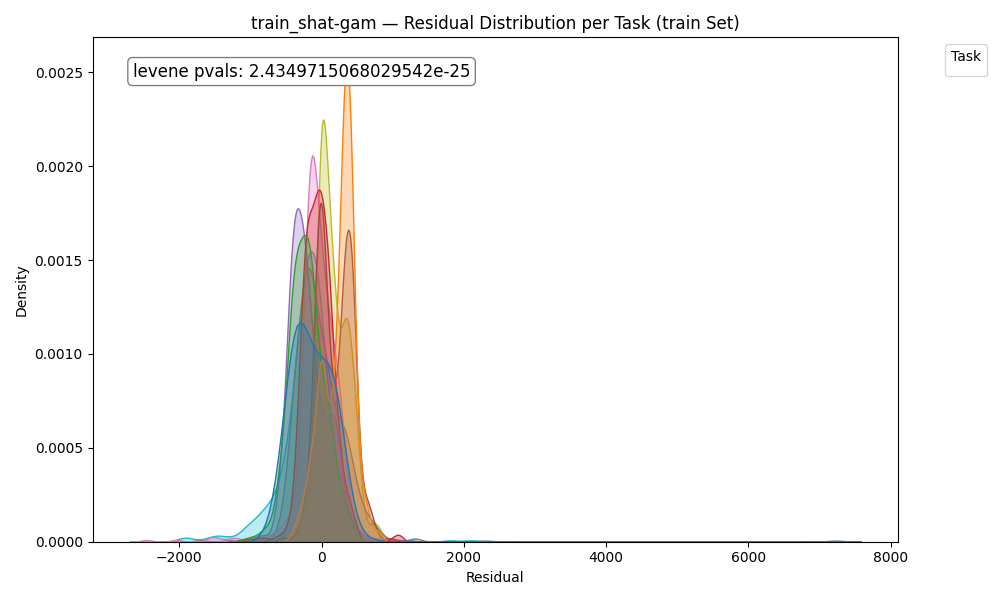 train_shat-gam — Residual Distribution per Task (train Set)
levene pvals: 2.4349715068029542e-25
Task
0.0025
0.0020
0.0015
0.0010
0.0005
0.0000
Density
−2000
0
2000
4000
6000
8000
Residual